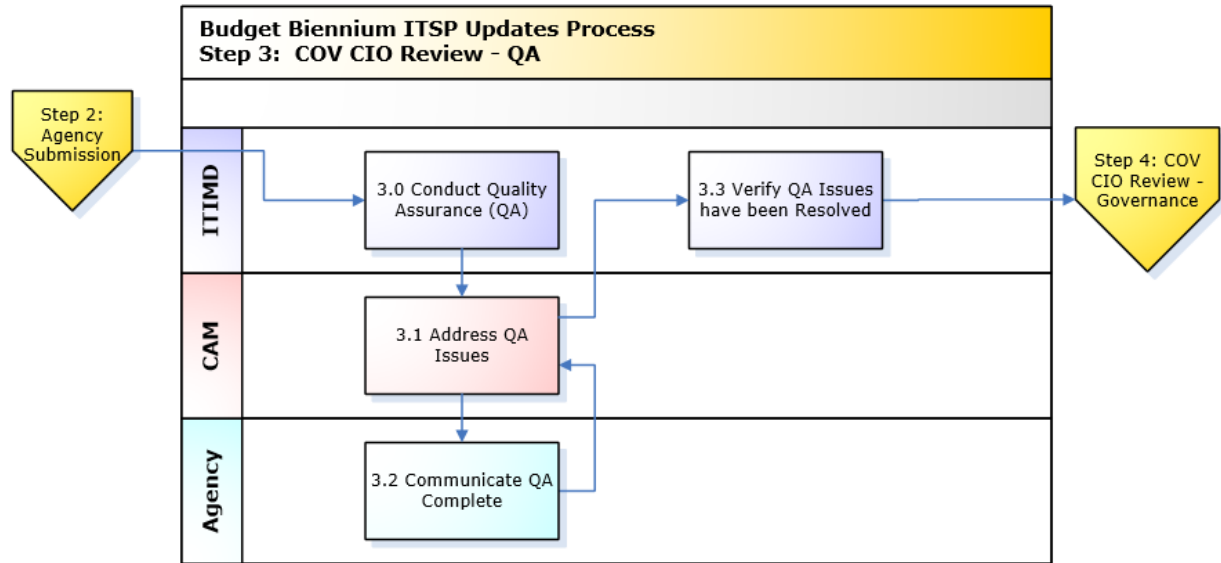 Budget Biennium ITSP Updates Process
Step 3: COV CIO Review - QA
Step 2:
Agency
Submission
ITIMD
3.0 Conduct Quality
Assurance (QA)
3.3 Verify QA Issues
have been Resolved
Step 4: COV
CIO Review -
Governance
CAM
3.1 Address QA
Issues
Agency
3.2 Communicate QA
Complete